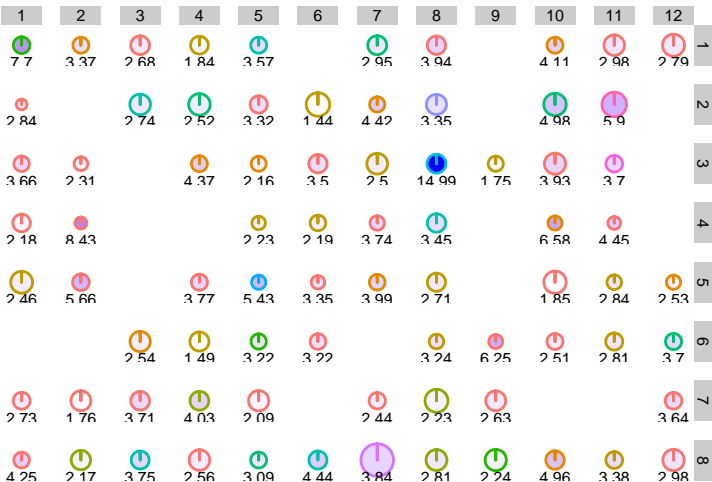 1 2 3 4 5 6 7 8 9 10 11 12
7.7 3.37 2.68 1.84 3.57 2.95 3.94 4.11 2.98 2.79 1
2.84 2.74 2.52 3.32 1.44 4.42 3.35 4.98 5.9 2
3.66 2.31 4.37 2.16 3.5 2.5 14.99 1.75 3.93 3.7 3
2.18 8.43 2.23 2.19 3.74 3.45 6.58 4.45 4
2.46 5.66 3.77 5.43 3.35 3.99 2.71 1.85 2.84 2.53 5
2.54 1.49 3.22 3.22 3.24 6.25 2.51 2.81 3.7 6
2.73 1.76 3.71 4.03 2.09 2.44 2.23 2.63 3.64 7
4.25 2.17 3.75 2.56 3.09 4.44 3.84 2.81 2.24 4.96 3.38 2.98 8